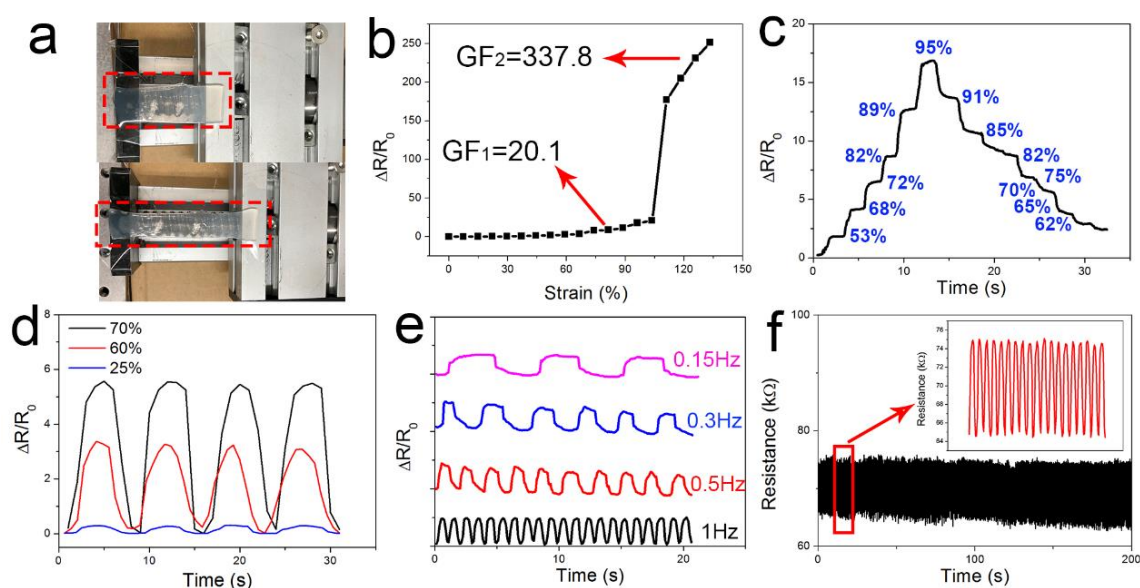 a
b
GF2=337.8
GF1=20.1
ΔR/R0
250
200
150
100
50
0
0 30 60 90 120 150
Strain (%)
c
ΔR/R0
20
15
10
5
0
95%
89%
91%
82%
85%
72%
82%
68%
75%
70%
53%
65%
62%
0 10 20 30
Time (s)
d
ΔR/R0
8
6
4
2
0
70%
60%
25%
0 10 20 30
Time (s)
e
ΔR/R0
0.15Hz
0.3Hz
0.5Hz
1Hz
0 10 20
Time (s)
f
Resistance (kΩ)
100
80
60
Resistance (kΩ)
76
74
72
70
68
66
64
0 50 100 150 200
Time (s)